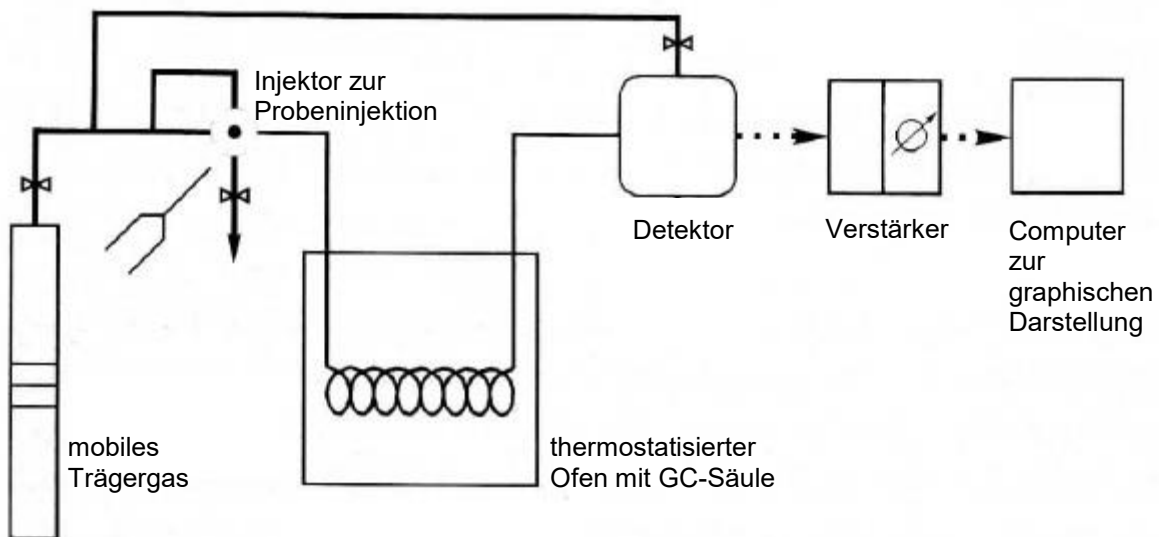 Injektor zur
Probeninjektion
Detektor
Verstärker
Computer
zur
graphischen
Darstellung
mobiles
Trägergas
thermostatisierter
Ofen mit GC-Säule